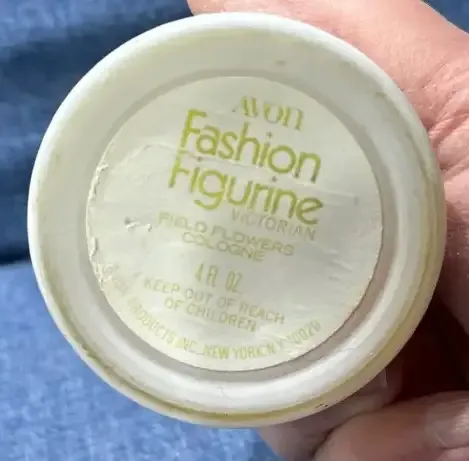 AVON
Fashion
Figurine
VICTORIAN
FIELD FLOWERS
COLOGNE
4 FL OZ
KEEP OUT OF REACH
OF CHILDREN
PRODUCTS INC., NEW YORK N.Y. 10020